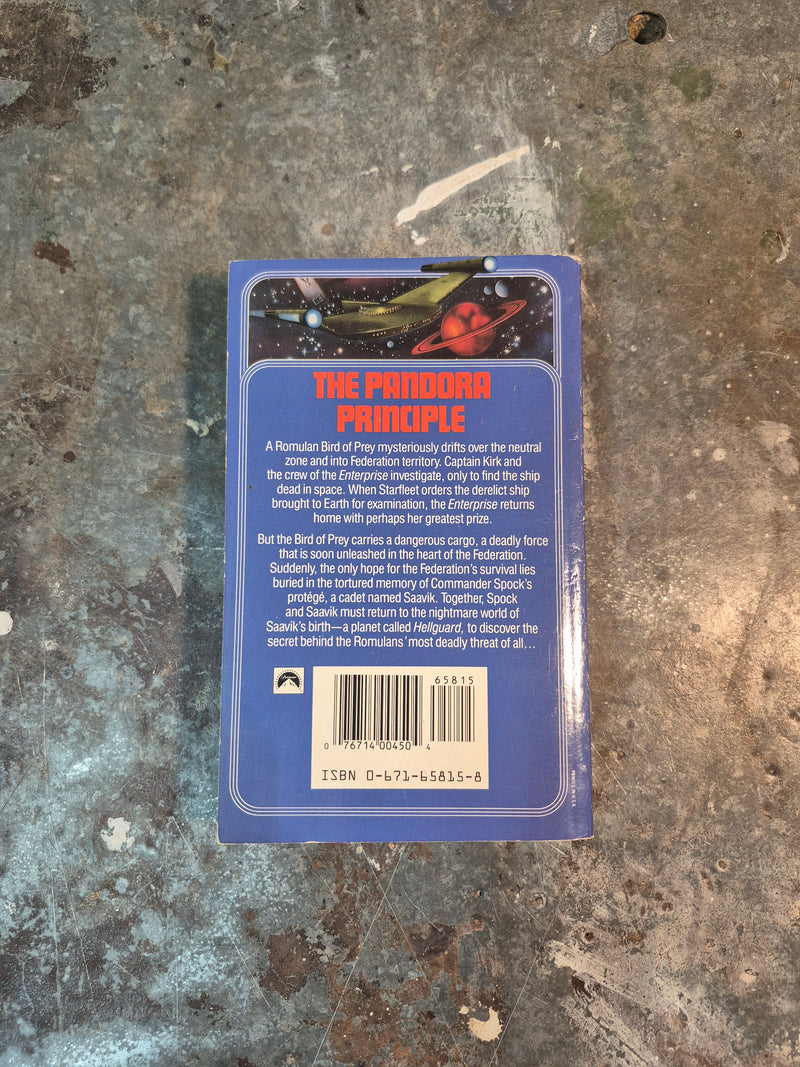 THE PANDORA
PRINCIPLE
A Romulan Bird of Prey mysteriously drifts over the neutral
zone and into Federation territory. Captain Kirk and
the crew of the Enterprise investigate, only to find the ship
dead in space. When Starfleet orders the derelict ship
brought to Earth for examination, the Enterprise returns
home with perhaps her greatest prize.
But the Bird of Prey carries a dangerous cargo, a deadly force
that is soon unleashed in the heart of the Federation.
Suddenly, the only hope for the Federation's survival lies
buried in the tortured memory of Commander Spock's
protégé, a cadet named Saavik. Together, Spock
and Saavik must return to the nightmare world of
Saavik's birth—a planet called Hellguard, to discover the
secret behind the Romulans' most deadly threat of all...
65815
0 76714 00450 4
ISBN 0-671-65815-8